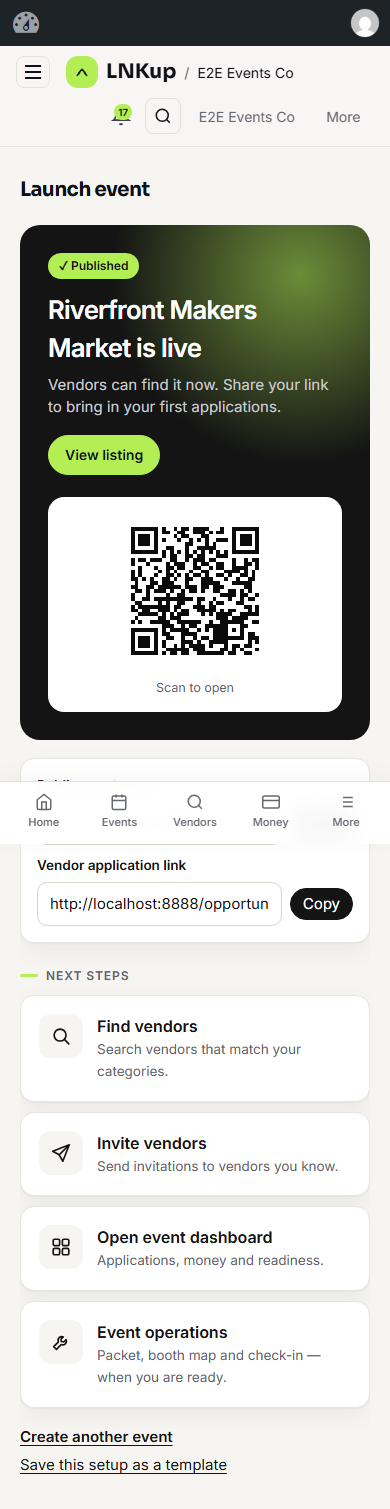 LNKup / E2E Events Co
17
E2E Events Co
More
Launch event
✓ Published
Riverfront Makers
Market is live
Vendors can find it now. Share your link
to bring in your first applications.
View listing
Scan to open
Home
Events
Vendors
Money
More
Vendor application link
http://localhost:8888/opportun
Copy
NEXT STEPS
Find vendors
Search vendors that match your
categories.
Invite vendors
Send invitations to vendors you know.
Open event dashboard
Applications, money and readiness.
Event operations
Packet, booth map and check-in —
when you are ready.
Create another event
Save this setup as a template